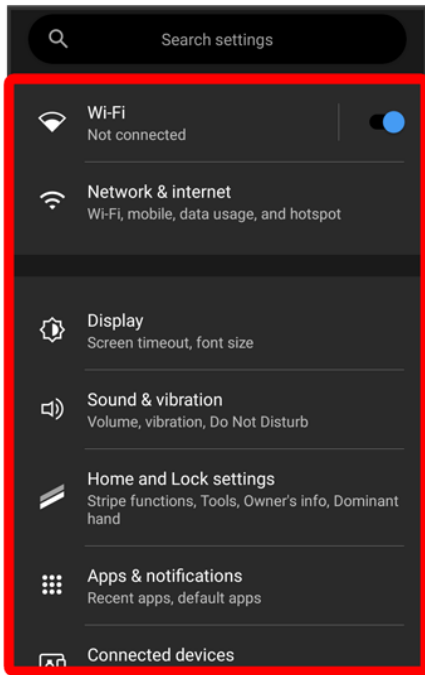 Search settings
Wi-Fi
Not connected
Network & internet
Wi-Fi, mobile, data usage, and hotspot
Display
Screen timeout, font size
Sound & vibration
Volume, vibration, Do Not Disturb
Home and Lock settings
Stripe functions, Tools, Owner's info, Dominant
hand
Apps & notifications
Recent apps, default apps
Connected devices